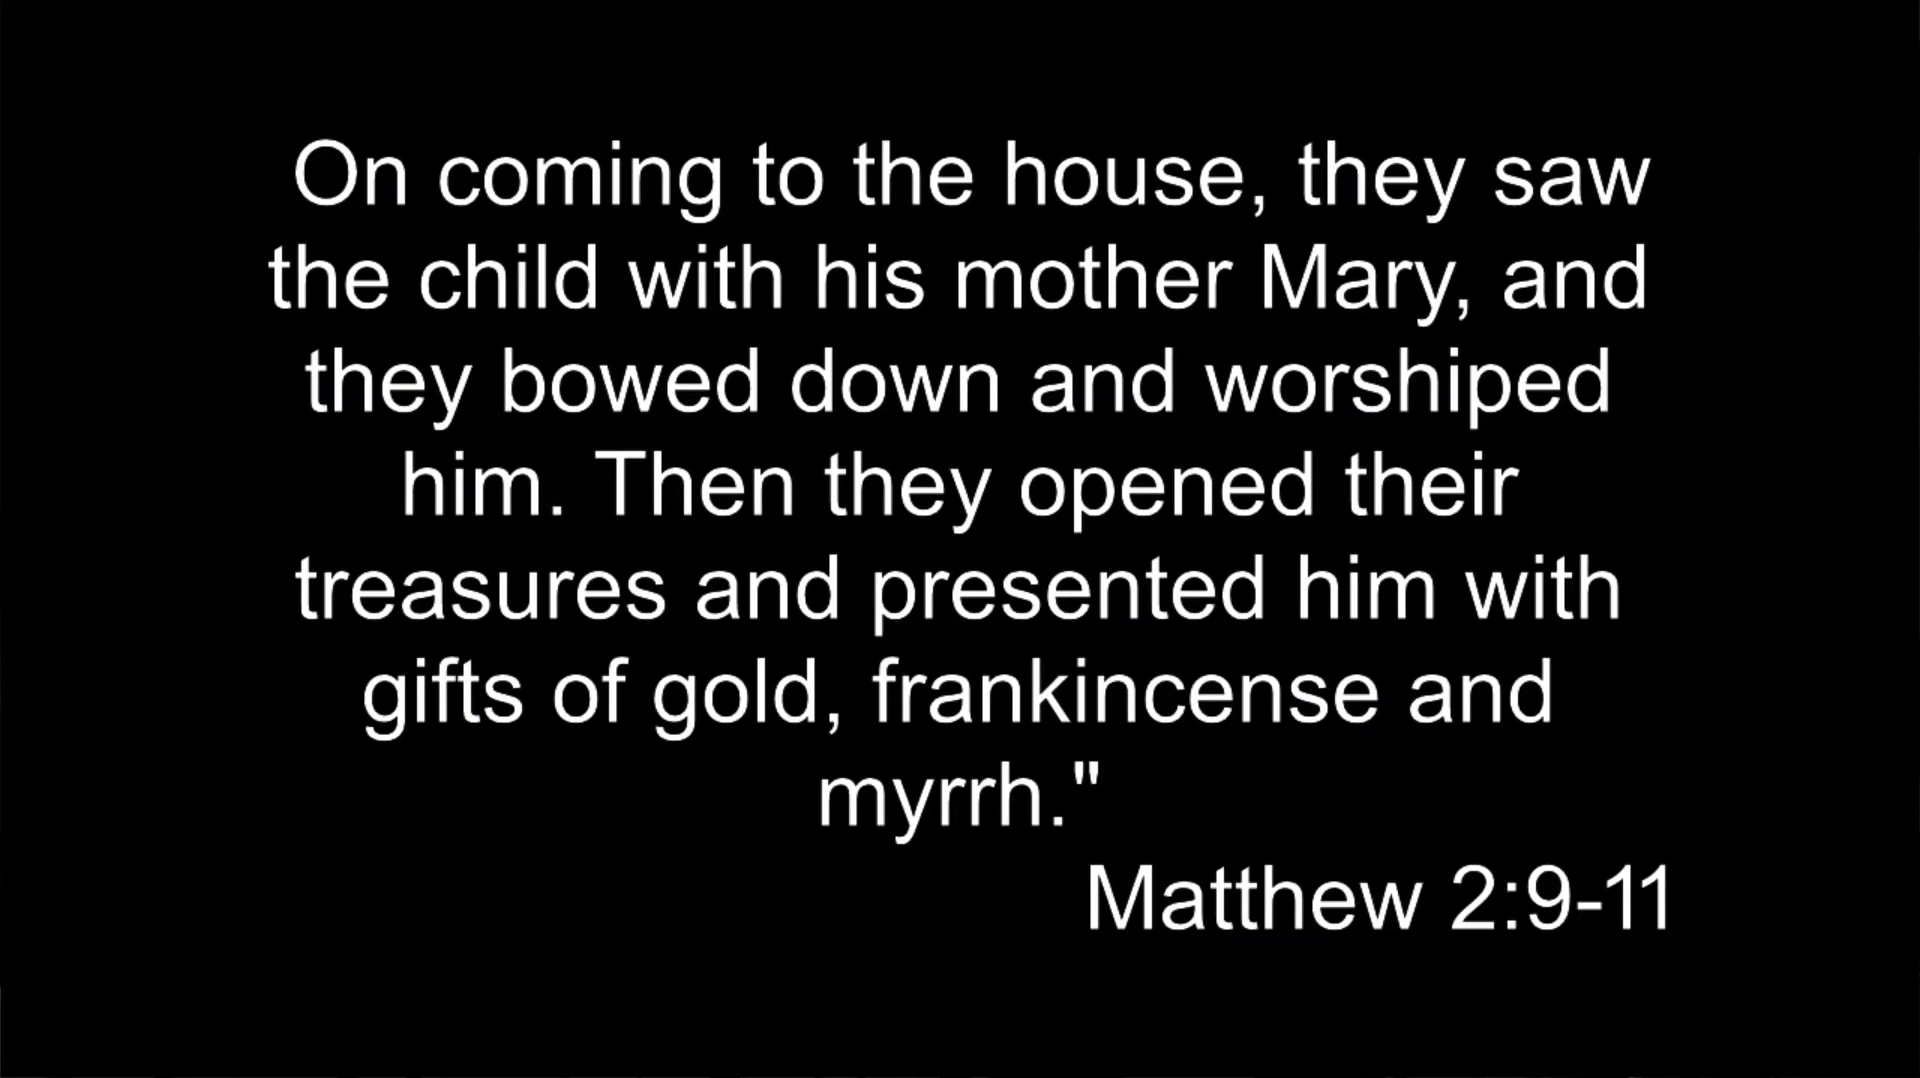 On coming to the house, they saw
the child with his mother Mary, and
they bowed down and worshiped
him. Then they opened their
treasures and presented him with
gifts of gold, frankincense and
myrrh."
Matthew 2:9-11